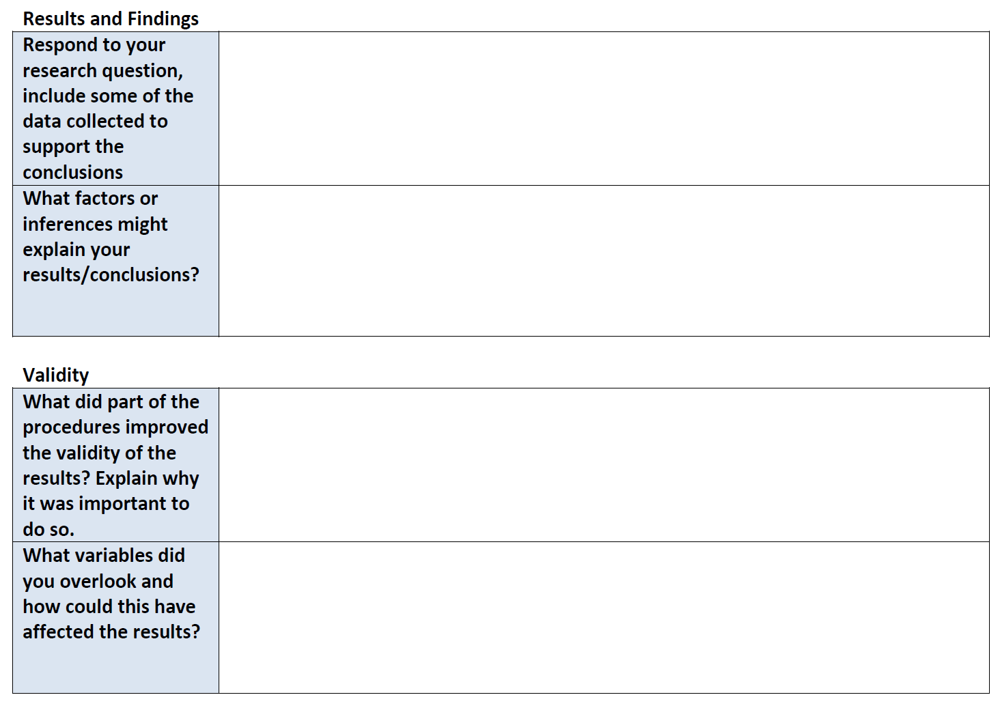 Results and Findings
Respond to your
research question,
include some of the
data collected to
support the
conclusions
What factors or
inferences might
explain your
results/conclusions?
Validity
What did part of the
procedures improved
the validity of the
results? Explain why
it was important to
do so.
What variables did
you overlook and
how could this have
affected the results?